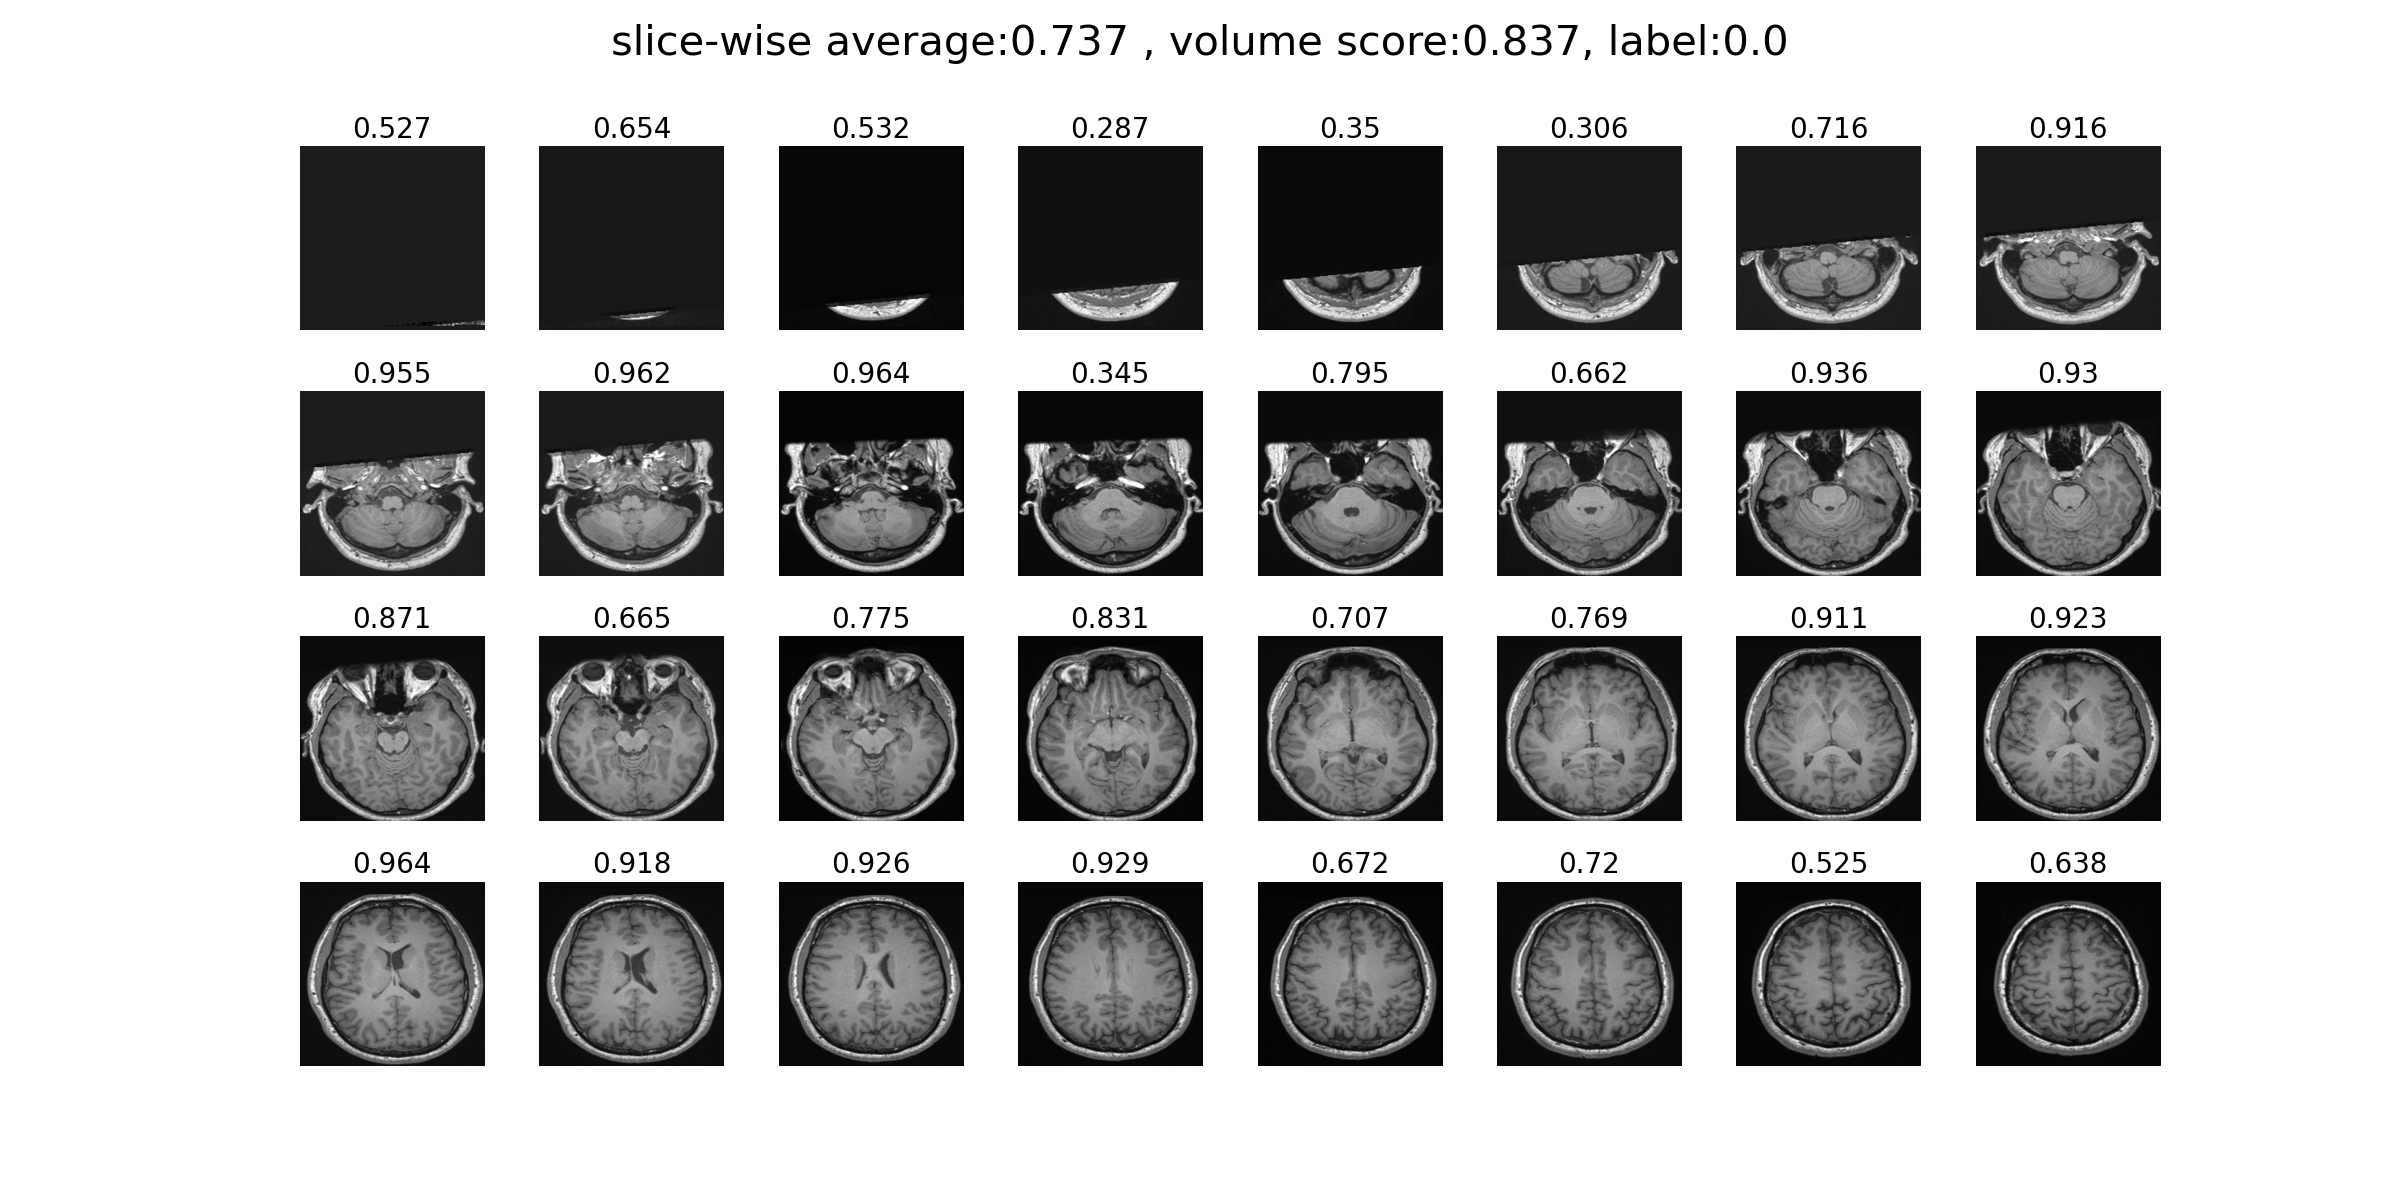 slice-wise average:0.737 , volume score:0.837, label:0.0
0.527 0.654 0.532 0.287 0.35 0.306 0.716 0.916
0.955 0.962 0.964 0.345 0.795 0.662 0.936 0.93
0.871 0.665 0.775 0.831 0.707 0.769 0.911 0.923
0.964 0.918 0.926 0.929 0.672 0.72 0.525 0.638